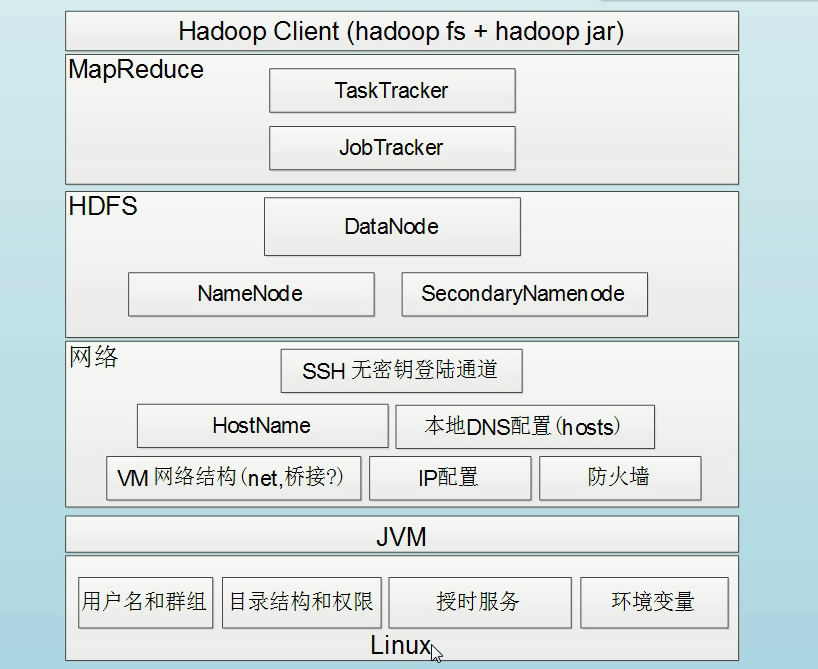 Hadoop Client (hadoop fs + hadoop jar)
MapReduce
TaskTracker
JobTracker
HDFS
DataNode
NameNode
SecondaryNamenode
网络
SSH 无密钥登陆通道
HostName
本地DNS配置(hosts)
VM 网络结构(net,桥接?)
IP配置
防火墙
JVM
用户名和群组
目录结构和权限
授时服务
环境变量
Linux